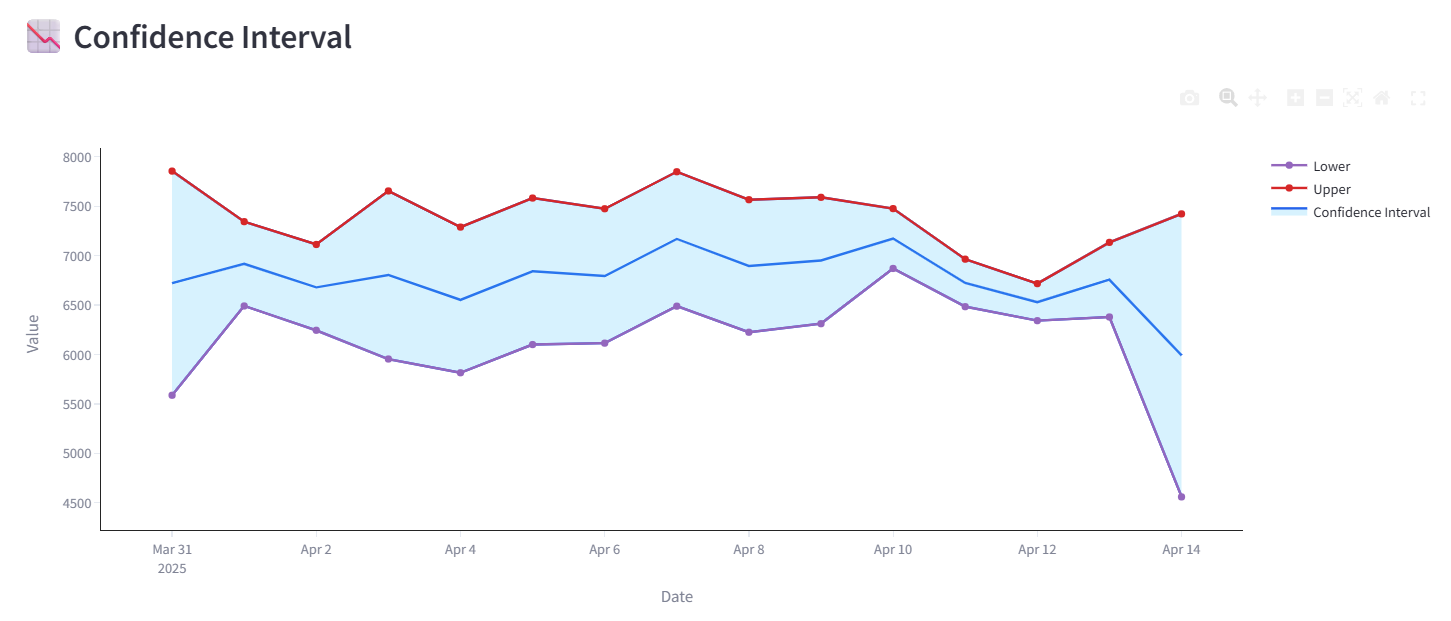 Confidence Interval
8000
7500
7000
6500
6000
5500
5000
4500
Value
Mar 31
2025
Apr 2
Apr 4
Apr 6
Apr 8
Apr 10
Apr 12
Apr 14
Date
Lower
Upper
Confidence Interval